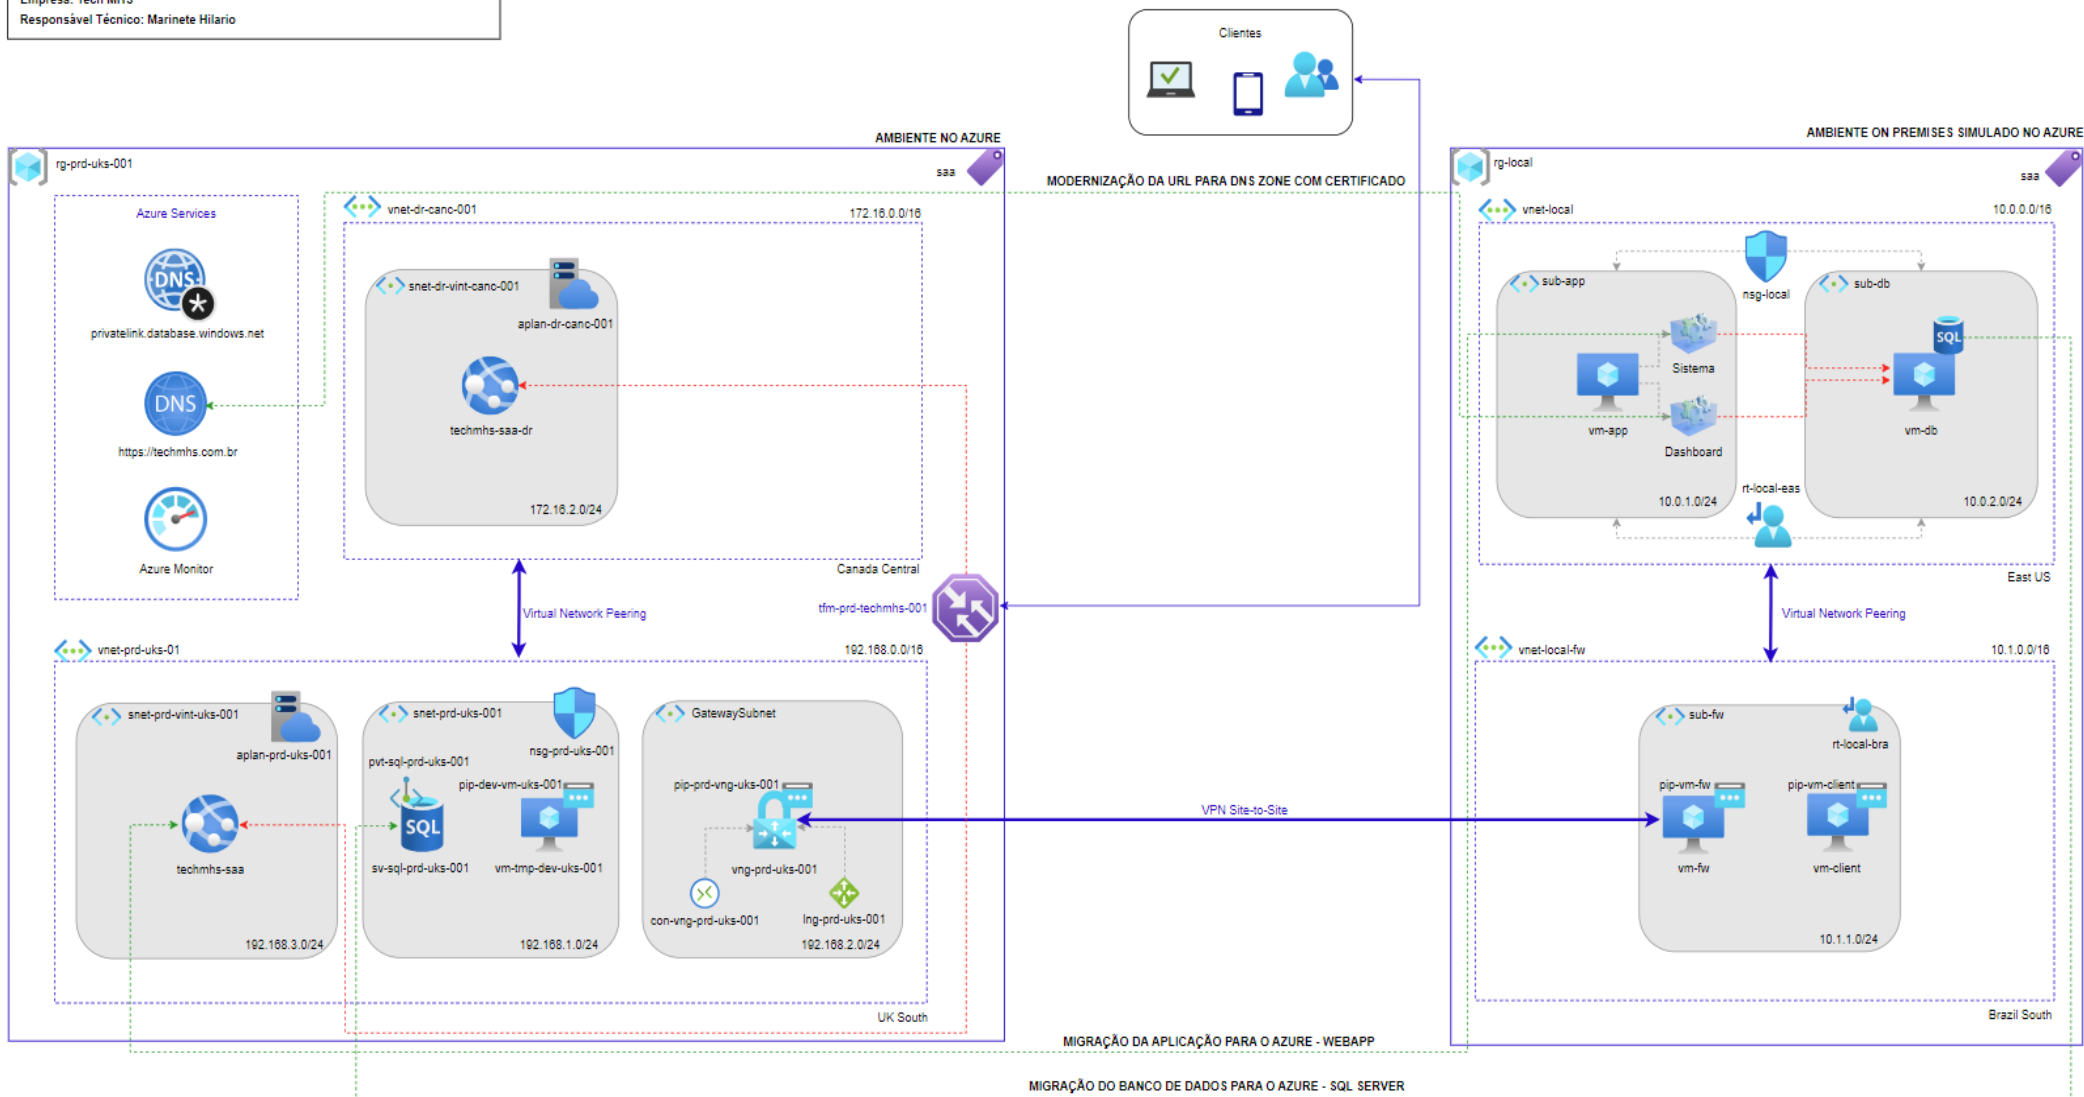 Empresa: Tech MHS
Responsável Técnico: Marinete Hilario
Clientes
AMBIENTE NO AZURE
AMBIENTE ON PREMISES SIMULADO NO AZURE
rg-prd-uks-001
saa
MODERNIZAÇÃO DA URL PARA DNS ZONE COM CERTIFICADO
rg-local
saa
Azure Services
DNS
privatelink.database.windows.net
DNS
https://techmhs.com.br
Azure Monitor
vnet-dr-canc-001
172.16.0.0/16
snet-dr-vint-canc-001
aplan-dr-canc-001
techmhs-saa-dr
172.16.2.0/24
Canada Central
Virtual Network Peering
tfm-prd-techmhs-001
vnet-prd-uks-01
192.168.0.0/16
snet-prd-vint-uks-001
aplan-prd-uks-001
techmhs-saa
192.168.3.0/24
snet-prd-uks-001
nsg-prd-uks-001
pvt-sql-prd-uks-001
pip-dev-vm-uks-001
SQL
sv-sql-prd-uks-001
vm-tmp-dev-uks-001
192.168.1.0/24
GatewaySubnet
pip-prd-vng-uks-001
vng-prd-uks-001
con-vng-prd-uks-001
lng-prd-uks-001
192.168.2.0/24
UK South
VPN Site-to-Site
vnet-local
10.0.0.0/16
sub-app
nsg-local
sub-db
SQL
Sistema
vm-app
vm-db
Dashboard
rt-local-eas
10.0.1.0/24
10.0.2.0/24
East US
Virtual Network Peering
vnet-local-fw
10.1.0.0/16
sub-fw
rt-local-bra
pip-vm-fw
pip-vm-client
vm-fw
vm-client
10.1.1.0/24
Brazil South
MIGRAÇÃO DA APLICAÇÃO PARA O AZURE - WEBAPP
MIGRAÇÃO DO BANCO DE DADOS PARA O AZURE - SQL SERVER